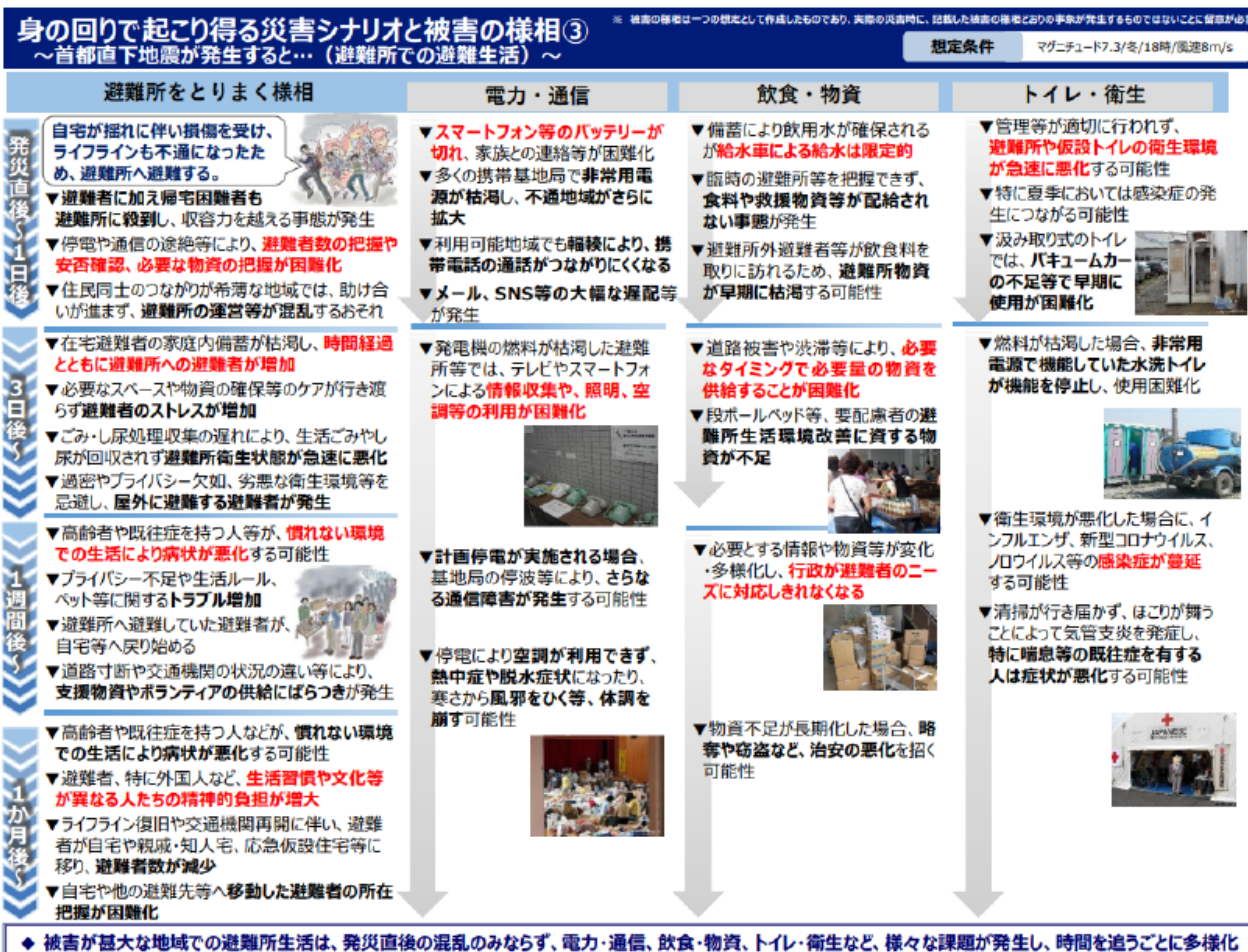 身の回りで起こり得る災害シナリオと被害の様相③
～首都直下地震が発生すると…（避難所での避難生活）～
※ 被害の様相は一つの想定として作成したものであり、実際の災害時に、記載した被害の様相どおりの事象が発生するものではないことに留意が必
想定条件
マグニチュード7.3/冬/18時/風速8m/s
避難所をとりまく様相
電力・通信
飲食・物資
トイレ・衛生
発災直後～1日後～
自宅が揺れに伴い損傷を受け、
ライフラインも不通になったた
め、避難所へ避難する。
▼避難者に加え帰宅困難者も
避難所に殺到し、収容力を越える事態が発生
▼停電や通信の途絶等により、避難者数の把握や
安否確認、必要な物資の把握が困難化
▼住民同士のつながりが希薄な地域では、助け合
いが進まず、避難所の運営等が混乱するおそれ
▼スマートフォン等のバッテリーが
切れ、家族との連絡等が困難化
▼多くの携帯基地局で非常用電
源が枯渇し、不通地域がさらに
拡大
▼利用可能地域でも輻輳により、携
帯電話の通話がつながりにくくなる
▼メール、SNS等の大幅な遅配等
が発生
▼備蓄により飲用水が確保される
が給水車による給水は限定的
▼臨時の避難所等を把握できず、
食料や救援物資等が配給され
ない事態が発生
▼避難所外避難者等が飲食料を
取りに訪れるため、避難所物資
が早期に枯渇する可能性
▼管理等が適切に行われず、
避難所や仮設トイレの衛生環境
が急速に悪化する可能性
▼特に夏季においては感染症の発
生につながる可能性
▼汲み取り式のトイレ
では、バキュームカー
の不足等で早期に
使用が困難化
3日後～
▼在宅避難者の家庭内備蓄が枯渇し、時間経過
とともに避難所への避難者が増加
▼必要なスペースや物資の確保等のケアが行き渡
らず避難者のストレスが増加
▼ごみ・し尿処理収集の遅れにより、生活ごみやし
尿が回収されず避難所衛生状態が急速に悪化
▼過密やプライバシー欠如、劣悪な衛生環境等を
忌避し、屋外に避難する避難者が発生
▼発電機の燃料が枯渇した避難
所等では、テレビやスマートフォ
ンによる情報収集や、照明、空
調等の利用が困難化
▼道路被害や渋滞等により、必要
なタイミングで必要量の物資を
供給することが困難化
▼段ボールベッド等、要配慮者の避
難所生活環境改善に資する物
資が不足
▼燃料が枯渇した場合、非常用
電源で機能していた水洗トイレ
が機能を停止し、使用困難化
1週間後～
▼高齢者や既往症を持つ人等が、慣れない環境
での生活により病状が悪化する可能性
▼プライバシー不足や生活ルール、
ペット等に関するトラブル増加
▼避難所へ避難していた避難者が、
自宅等へ戻り始める
▼道路寸断や交通機関の状況の違い等により、
支援物資やボランティアの供給にばらつきが発生
▼計画停電が実施される場合、
基地局の停波等により、さらな
る通信障害が発生する可能性
▼停電により空調が利用できず、
熱中症や脱水症状になったり、
寒さから風邪をひく等、体調を
崩す可能性
▼必要とする情報や物資等が変化
・多様化し、行政が避難者のニー
ズに対応しきれなくなる
▼物資不足が長期化した場合、略
奪や窃盗など、治安の悪化を招く
可能性
▼衛生環境が悪化した場合に、イ
ンフルエンザ、新型コロナウイルス、
ノロウイルス等の感染症が蔓延
する可能性
▼清掃が行き届かず、ほこりが舞う
ことによって気管支炎を発症し、
特に喘息等の既往症を有する
人は症状が悪化する可能性
1か月後～
▼高齢者や既往症を持つ人などが、慣れない環境
での生活により病状が悪化する可能性
▼避難者、特に外国人など、生活習慣や文化等
が異なる人たちの精神的負担が増大
▼ライフライン復旧や交通機関再開に伴い、避難
者が自宅や親戚・知人宅、応急仮設住宅等に
移り、避難者数が減少
▼自宅や他の避難先等へ移動した避難者の所在
把握が困難化
◆ 被害が甚大な地域での避難所生活は、発災直後の混乱のみならず、電力・通信、飲食・物資、トイレ・衛生など、様々な課題が発生し、時間を追うごとに多様化